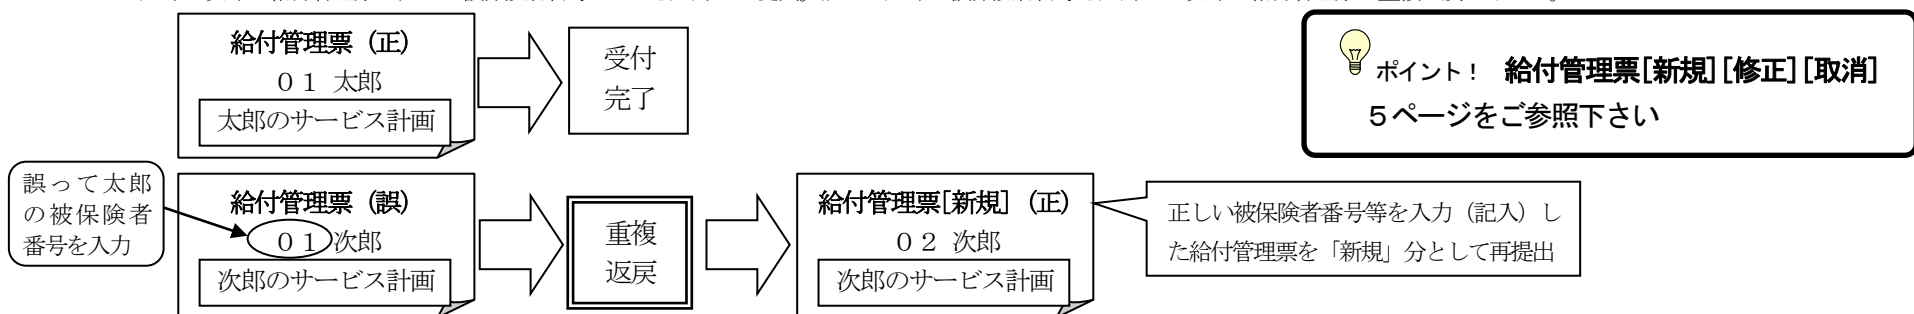 給付管理票（正）
０１ 太郎
太郎のサービス計画
受付
完了
ポイント！ 給付管理票[新規][修正][取消]
５ページをご参照下さい
誤って太郎
の被保険者
番号を入力
給付管理票（誤）
０１ 次郎
次郎のサービス計画
重複
返戻
給付管理票[新規]（正）
０２ 次郎
次郎のサービス計画
正しい被保険者番号等を入力（記入）し
た給付管理票を「新規」分として再提出